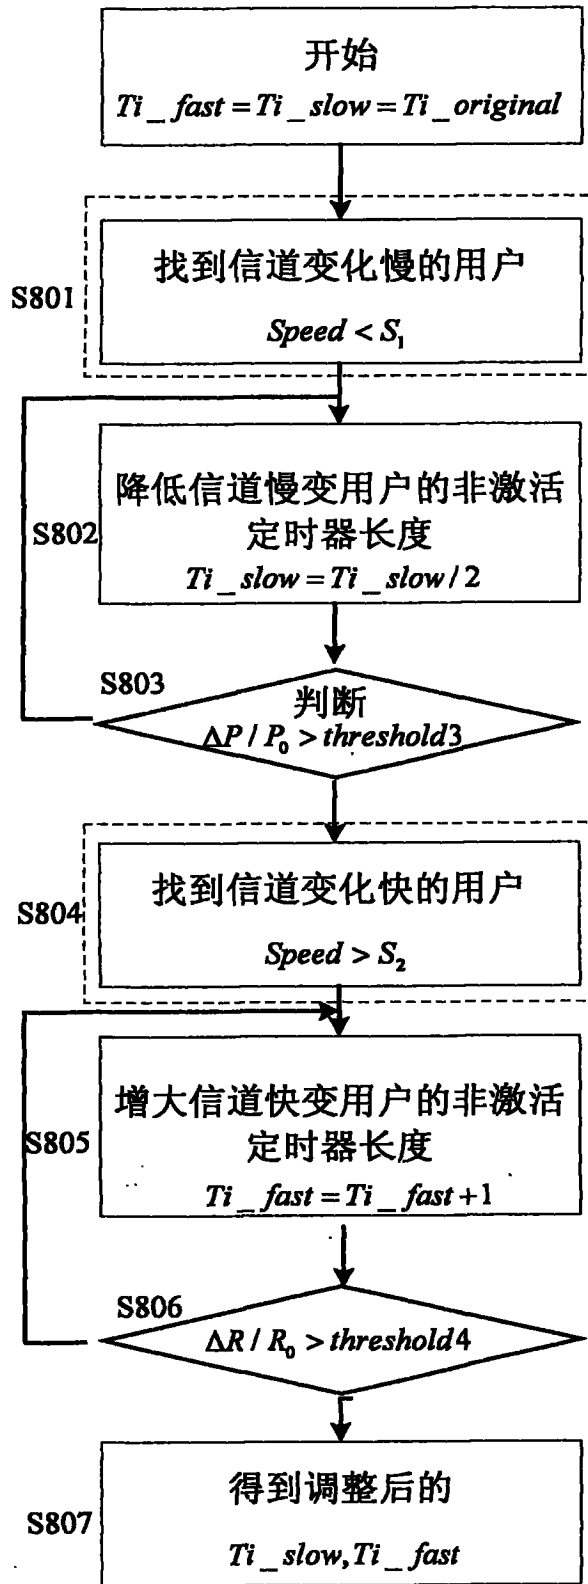 开始
Ti_fast=Ti_slow=Ti_original
S801
找到信道变化慢的用户
Speed<S₁
S802
降低信道慢变用户的非激活
定时器长度
Ti_slow=Ti_slow/2
S803
判断
ΔP/P₀>threshold3
S804
找到信道变化快的用户
Speed>S₂
S805
增大信道快变用户的非激活
定时器长度
Ti_fast=Ti_fast+1
S806
ΔR/R₀>threshold4
S807
得到调整后的
Ti_slow,Ti_fast